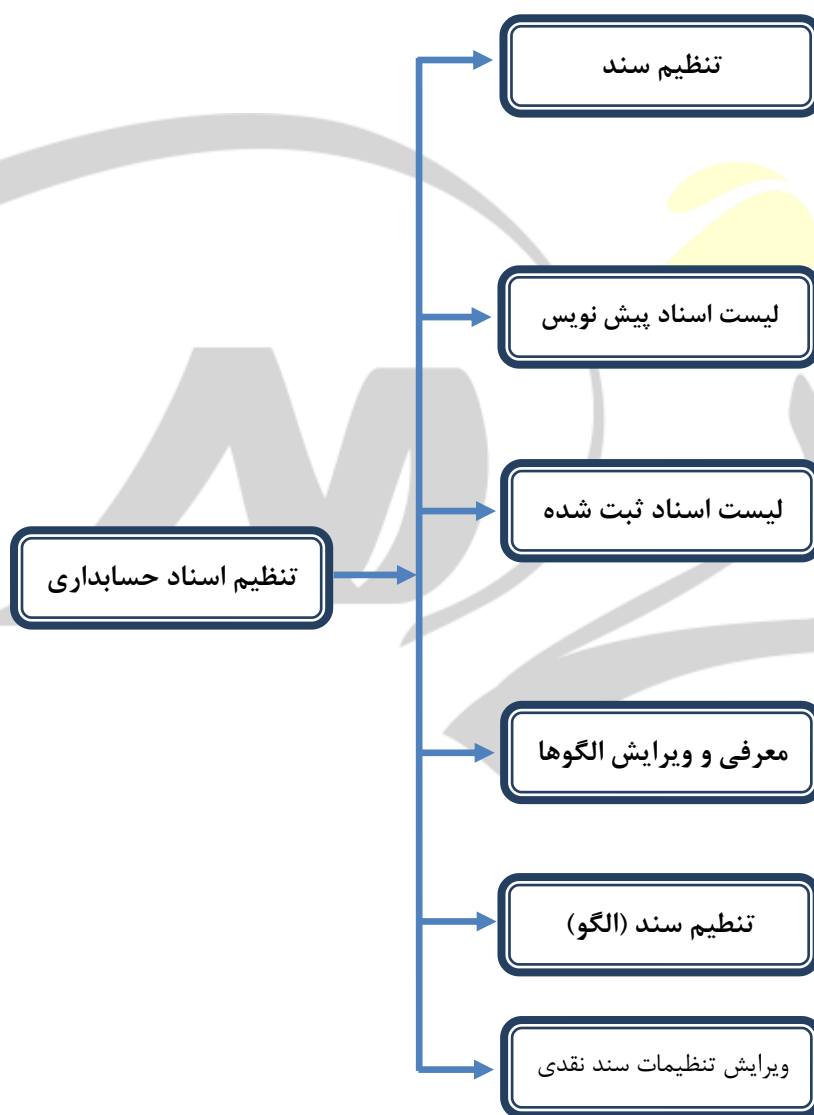 تنظیم سند
لیست اسناد پیش نویس
لیست اسناد ثبت شده
تنظیم اسناد حسابداری
معرفی و ویرایش الگوها
تنطیم سند (الگو)
ویرایش تنظیمات سند نقدی